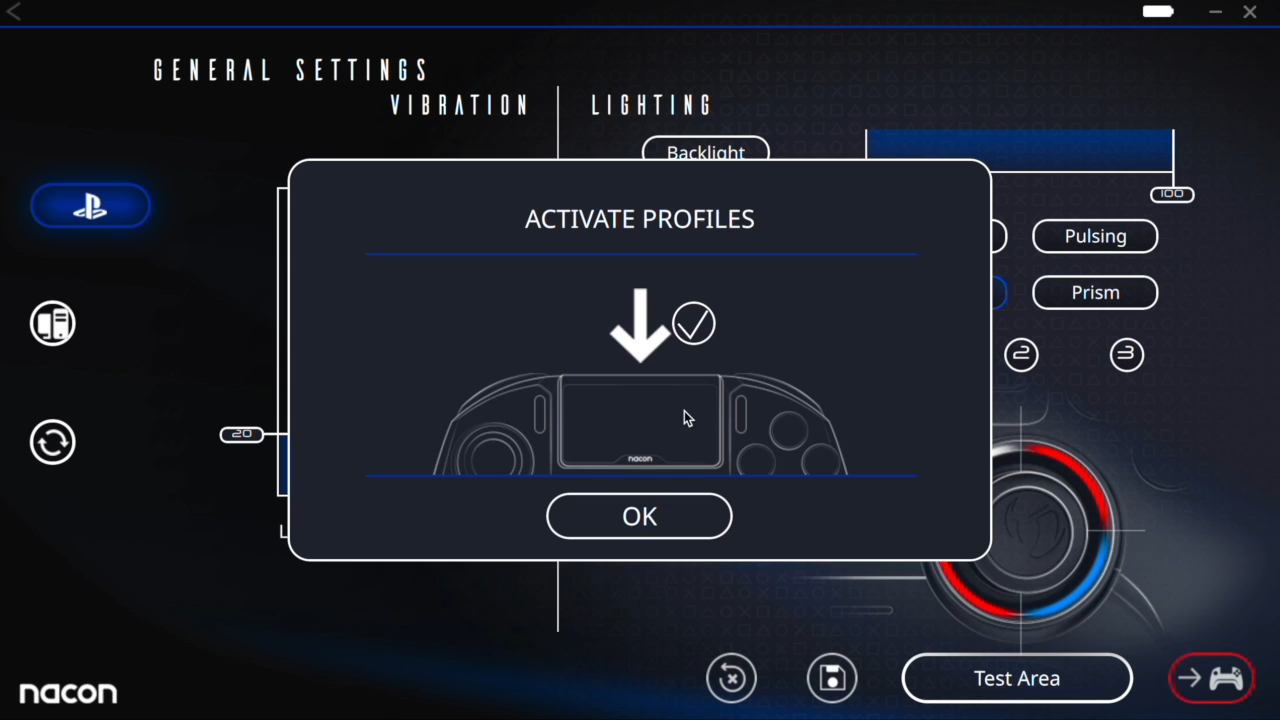 GENERAL SETTINGS
VIBRATION
LIGHTING
Backlight
100
ACTIVATE PROFILES
Pulsing
Prism
2
3
20
nacon
OK
Test Area
nacon